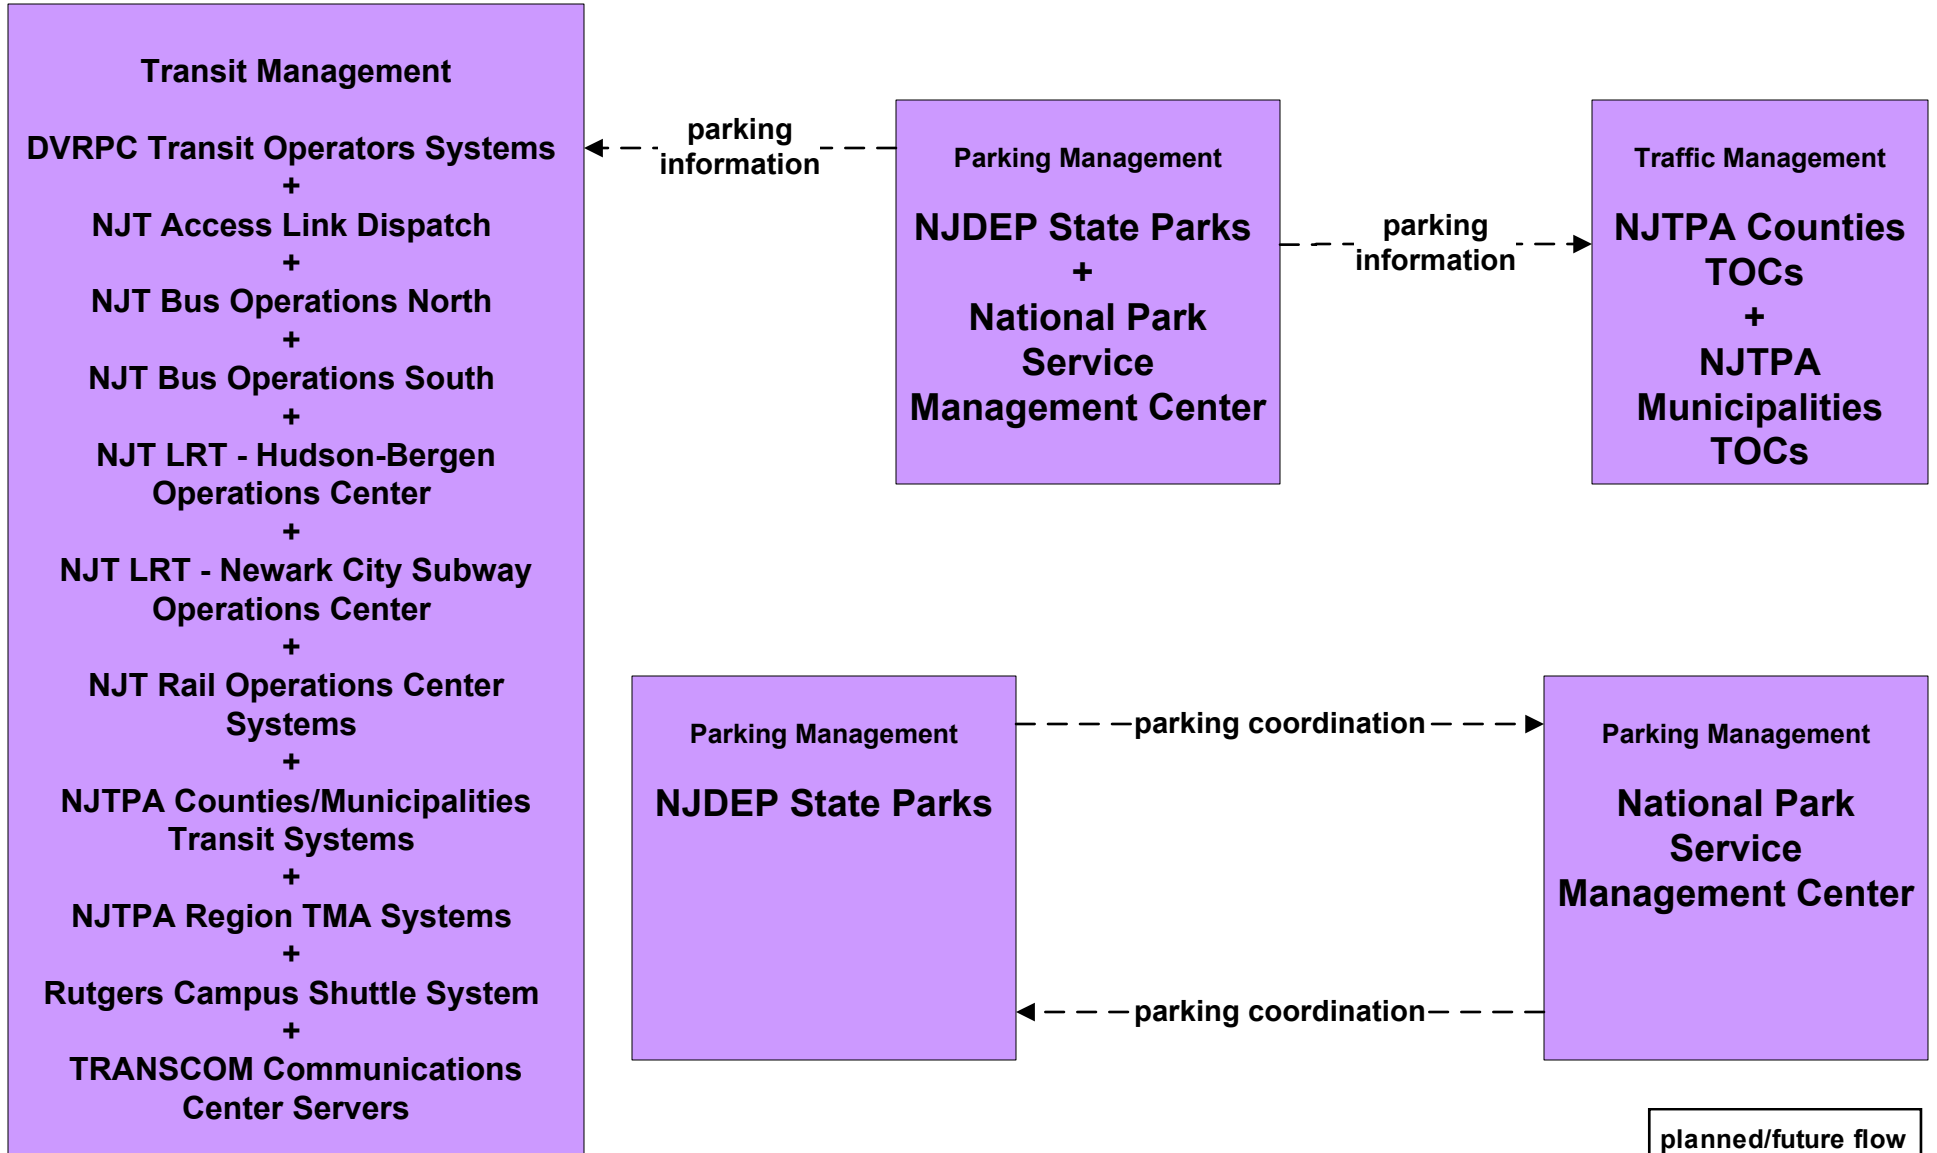 Transit Management
DVRPC Transit Operators Systems
+
NJT Access Link Dispatch
+
NJT Bus Operations North
+
NJT Bus Operations South
+
NJT LRT - Hudson-Bergen
Operations Center
+
NJT LRT - Newark City Subway
Operations Center
+
NJT Rail Operations Center
Systems
+
NJTPA Counties/Municipalities
Transit Systems
+
NJTPA Region TMA Systems
+
Rutgers Campus Shuttle System
+
TRANSCOM Communications
Center Servers
parking
information
Parking Management
NJDEP State Parks
+
National Park
Service
Management Center
parking
information
Traffic Management
NJTPA Counties
TOCs
+
NJTPA
Municipalities
TOCs
Parking Management
NJDEP State Parks
parking coordination
parking coordination
Parking Management
National Park
Service
Management Center
planned/future flow